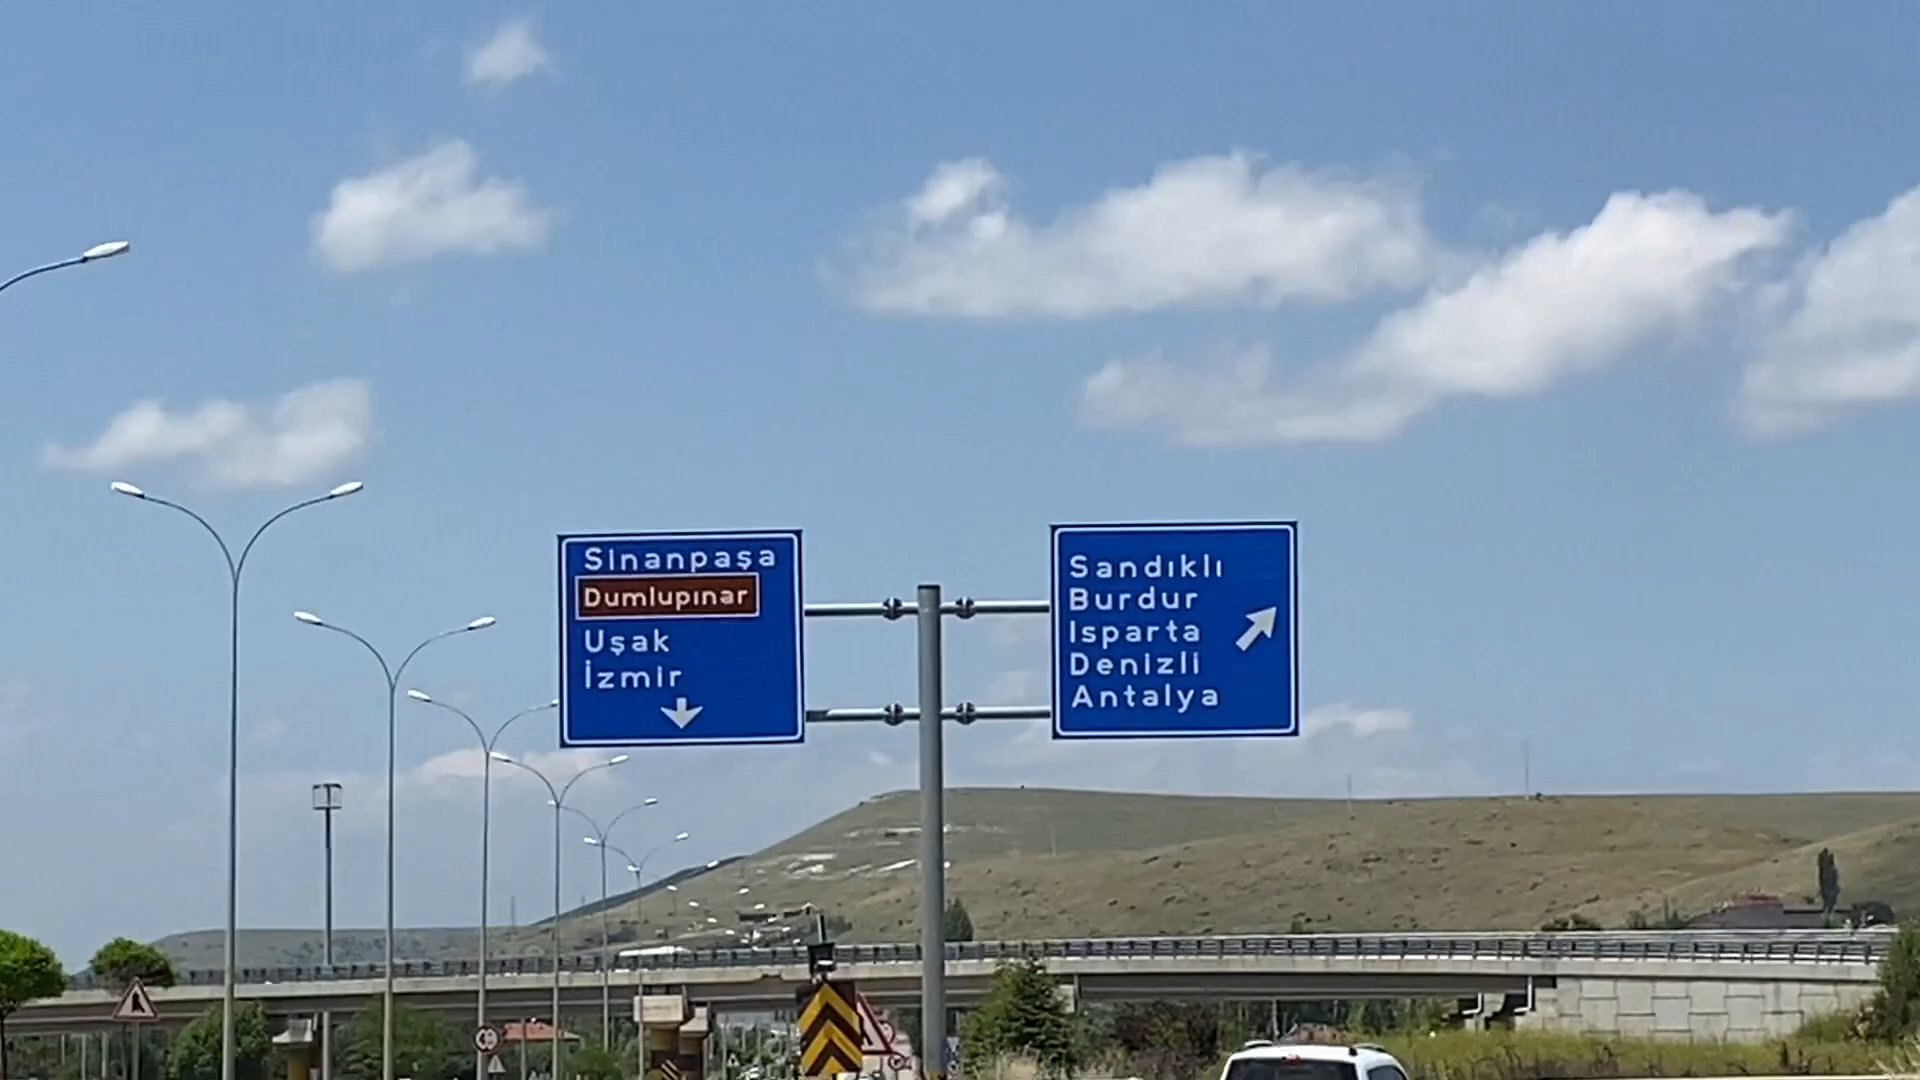 Sinanpaşa
Dumlupınar
Uşak
İzmir
Sandıklı
Burdur
Isparta
Denizli
Antalya